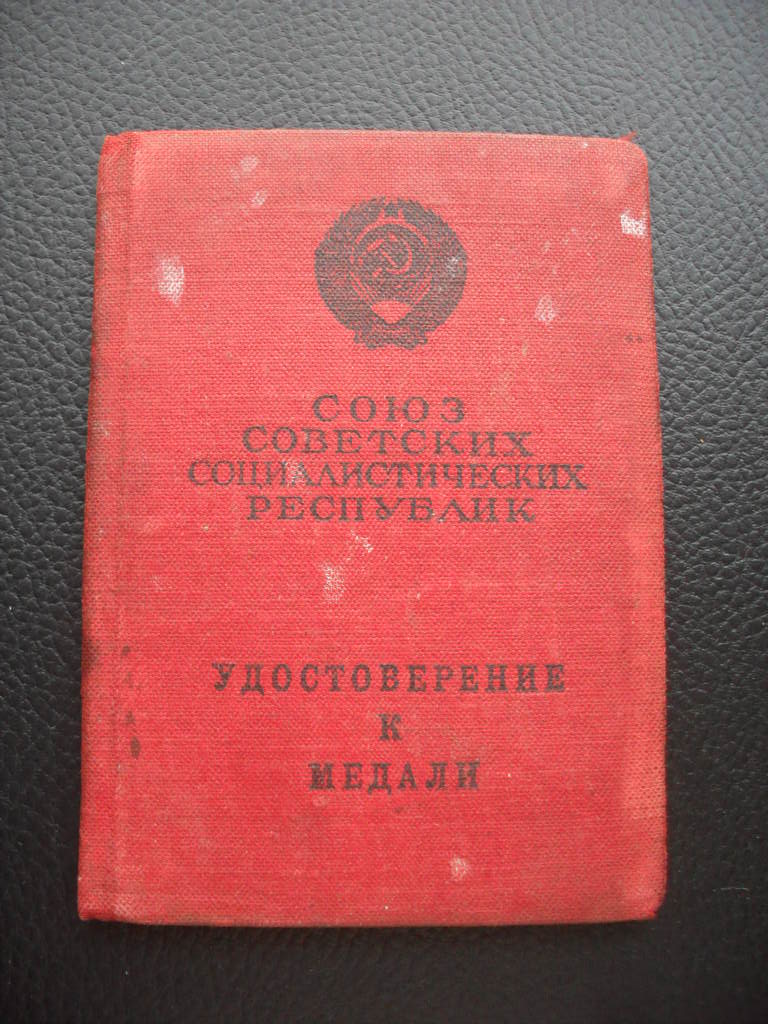 СОЮЗ
СОВЕТСКИХ
СОЦИАЛИСТИЧЕСКИХ
РЕСПУБЛИК
УДОСТОВЕРЕНИЕ
К
МЕДАЛИ